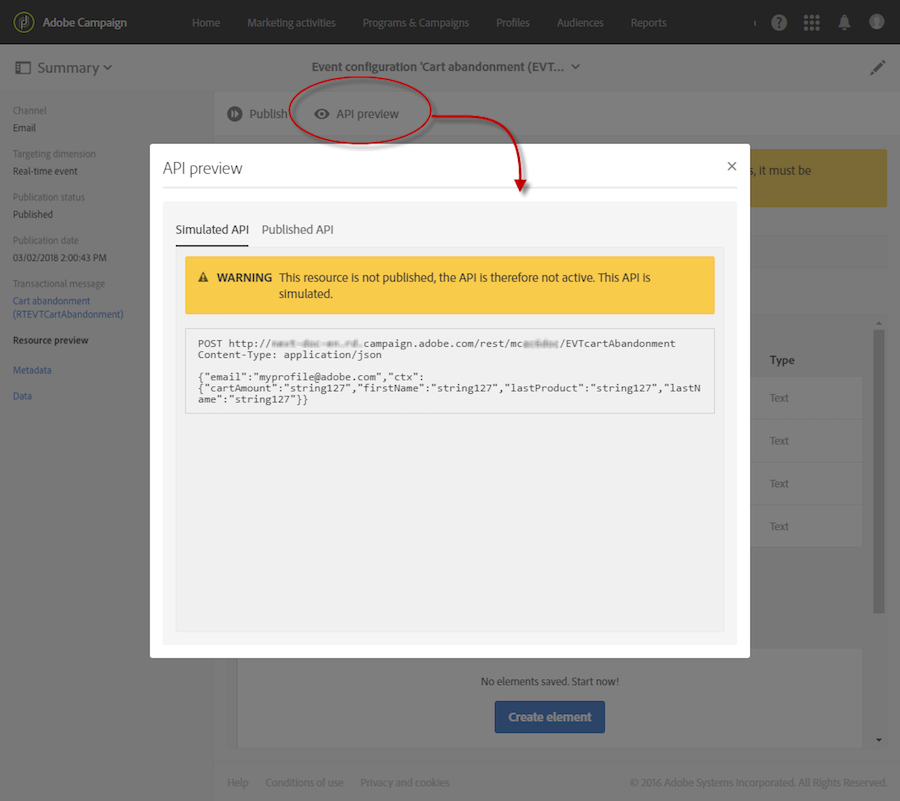 Adobe Campaign
Home Marketing activities Programs & Campaigns Profiles Audiences Reports
Summary
Event configuration 'Cart abandonment (EVT...
Channel
Email
Targeting dimension
Real-time event
Publication status
Published
Publication date
03/02/2018 2:00:43 PM
Transactional message
Cart abandonment
(RTEVTCartAbandonment)
Resource preview
Metadata
Data
Publish API preview
s, it must be
API preview
Simulated API Published API
WARNING This resource is not published, the API is therefore not active. This API is
simulated.
POST http:// .campaign.adobe.com/rest/mc /EVTcartAbandonment
Content-Type: application/json
{"email":"myprofile@adobe.com","ctx":
{"cartAmount":"string127","firstName":"string127","lastProduct":"string127","lastN
ame":"string127"}}
Type
Text
Text
Text
Text
No elements saved. Start now!
Create element
Help Conditions of use Privacy and cookies © 2016 Adobe Systems Incorporated. All Rights Reserved.